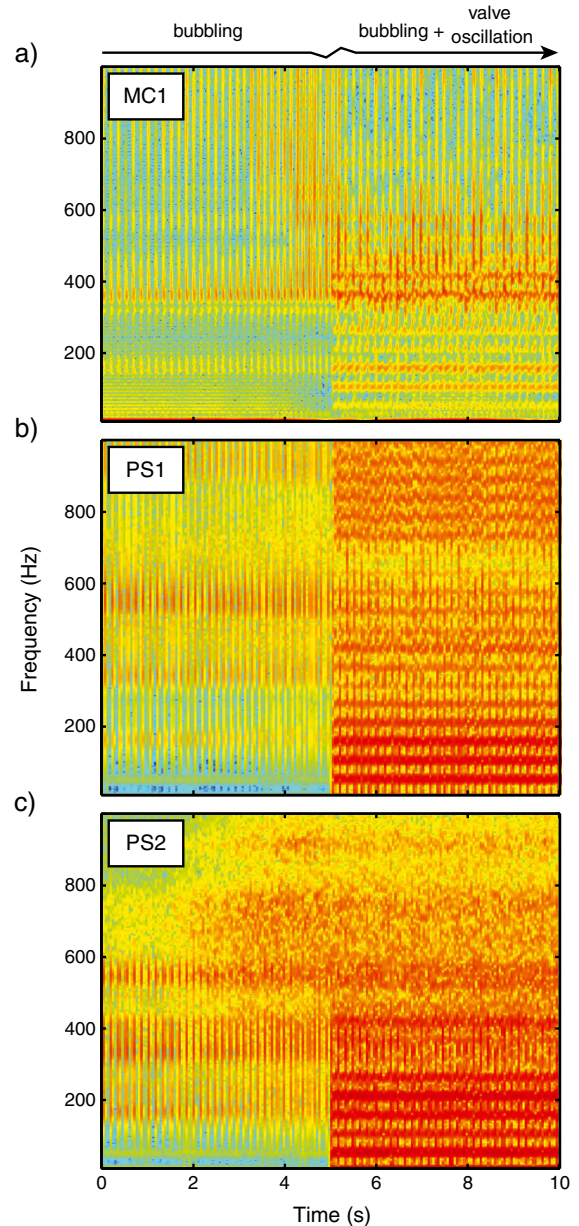 bubbling
bubbling + valve oscillation
a)
MC1
800
600
400
200
b)
PS1
800
600
400
200
Frequency (Hz)
c)
PS2
800
600
400
200
0 2 4 6 8 10
Time (s)